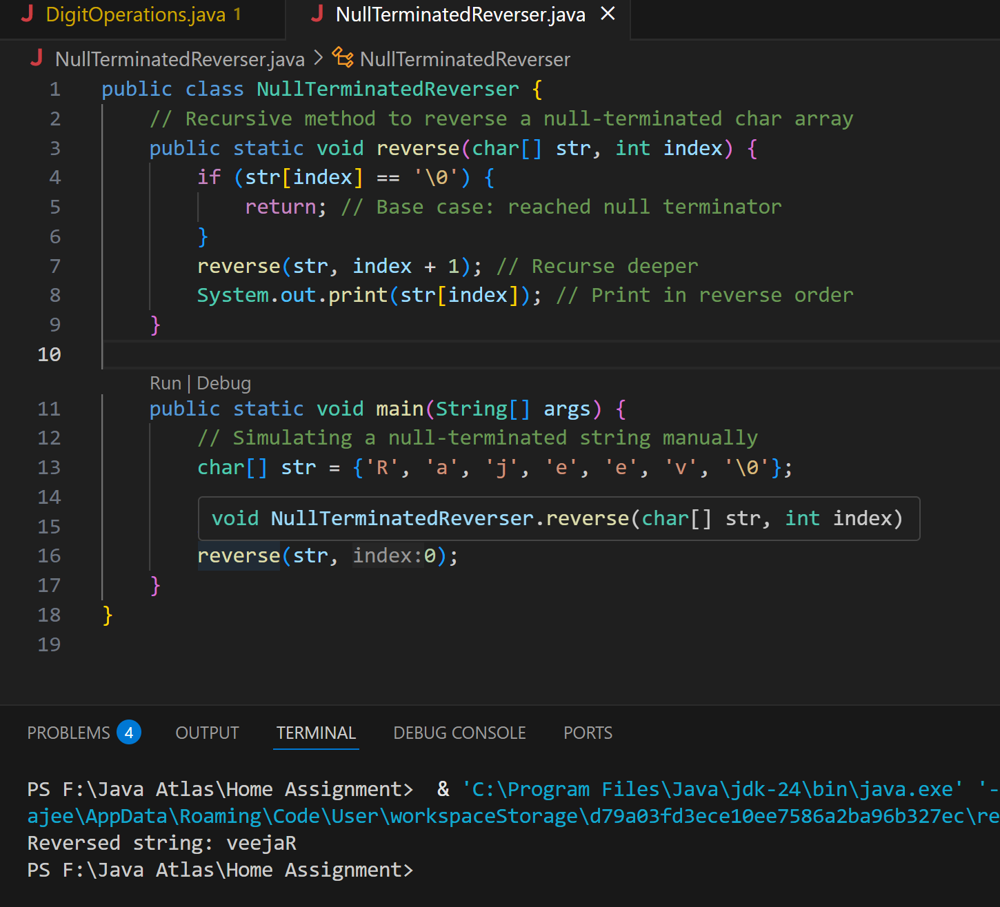 DigitOperations.java 1
NullTerminatedReverser.java
NullTerminatedReverser.java > NullTerminatedReverser
1 public class NullTerminatedReverser {
2     // Recursive method to reverse a null-terminated char array
3     public static void reverse(char[] str, int index) {
4         if (str[index] == '\0') {
5             return; // Base case: reached null terminator
6         }
7         reverse(str, index + 1); // Recurse deeper
8         System.out.print(str[index]); // Print in reverse order
9     }
10
Run | Debug
11     public static void main(String[] args) {
12         // Simulating a null-terminated string manually
13         char[] str = {'R', 'a', 'j', 'e', 'e', 'v', '\0'};
14
void NullTerminatedReverser.reverse(char[] str, int index)
15
16         reverse(str, index:0);
17     }
18 }
19
PROBLEMS 4 OUTPUT TERMINAL DEBUG CONSOLE PORTS
PS F:\Java Atlas\Home Assignment>  & 'C:\Program Files\Java\jdk-24\bin\java.exe' '-
ajee\AppData\Roaming\Code\User\workspaceStorage\d79a03fd3ece10ee7586a2ba96b327ec\re
Reversed string: veejaR
PS F:\Java Atlas\Home Assignment>